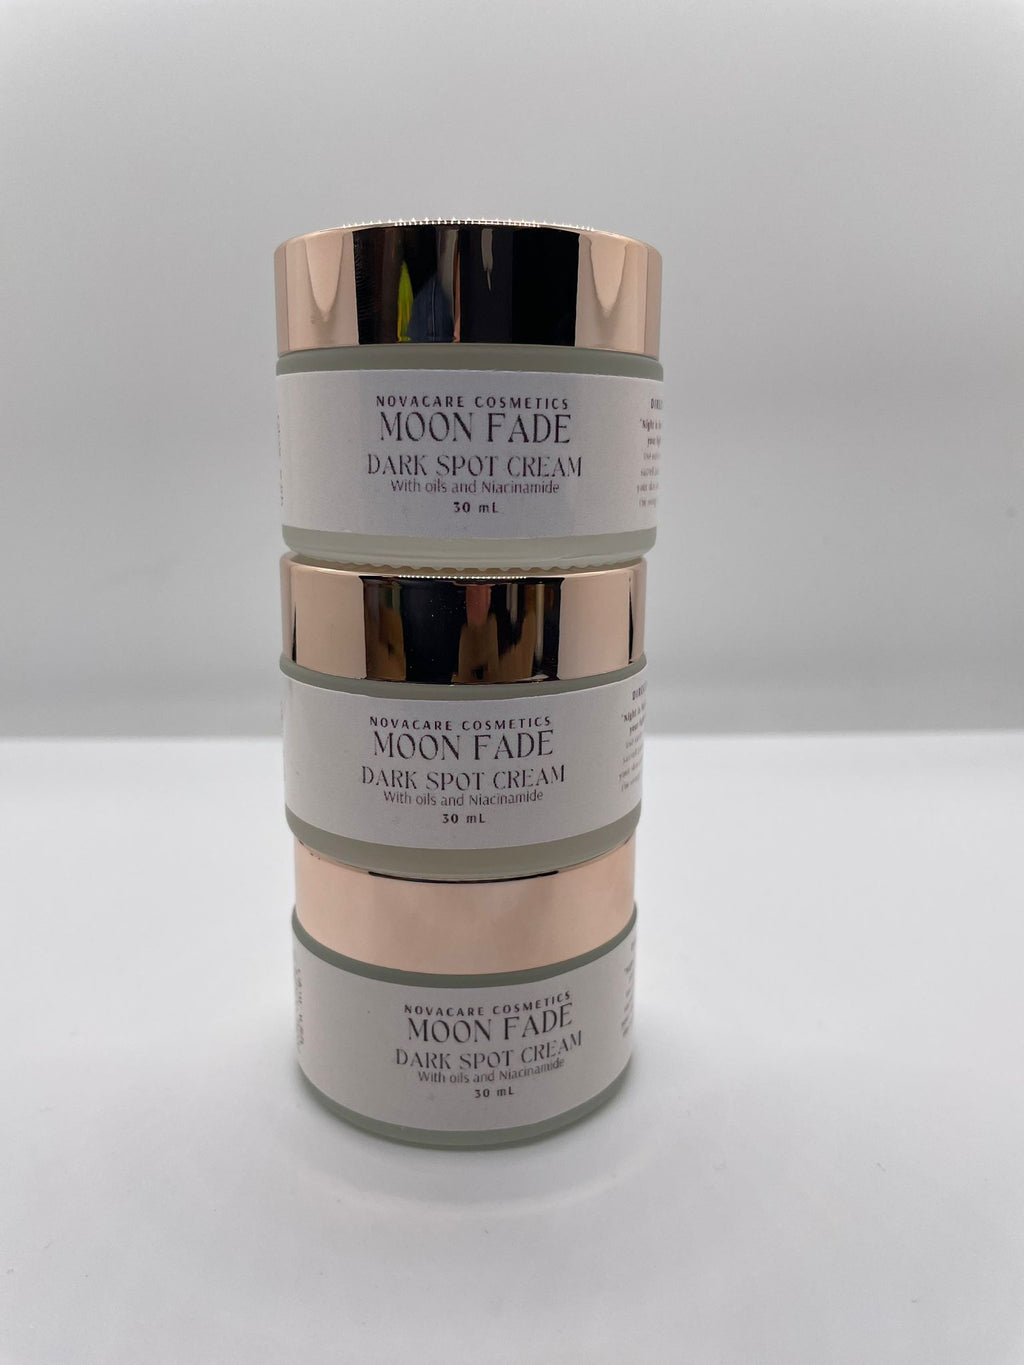 NOVACARE COSMETICS
MOON FADE
DARK SPOT CREAM
With oils and Niacinamide
30 mL
NOVACARE COSMETICS
MOON FADE
DARK SPOT CREAM
With oils and Niacinamide
30 mL
NOVACARE COSMETICS
MOON FADE
DARK SPOT CREAM
With oils and Niacinamide
30 mL